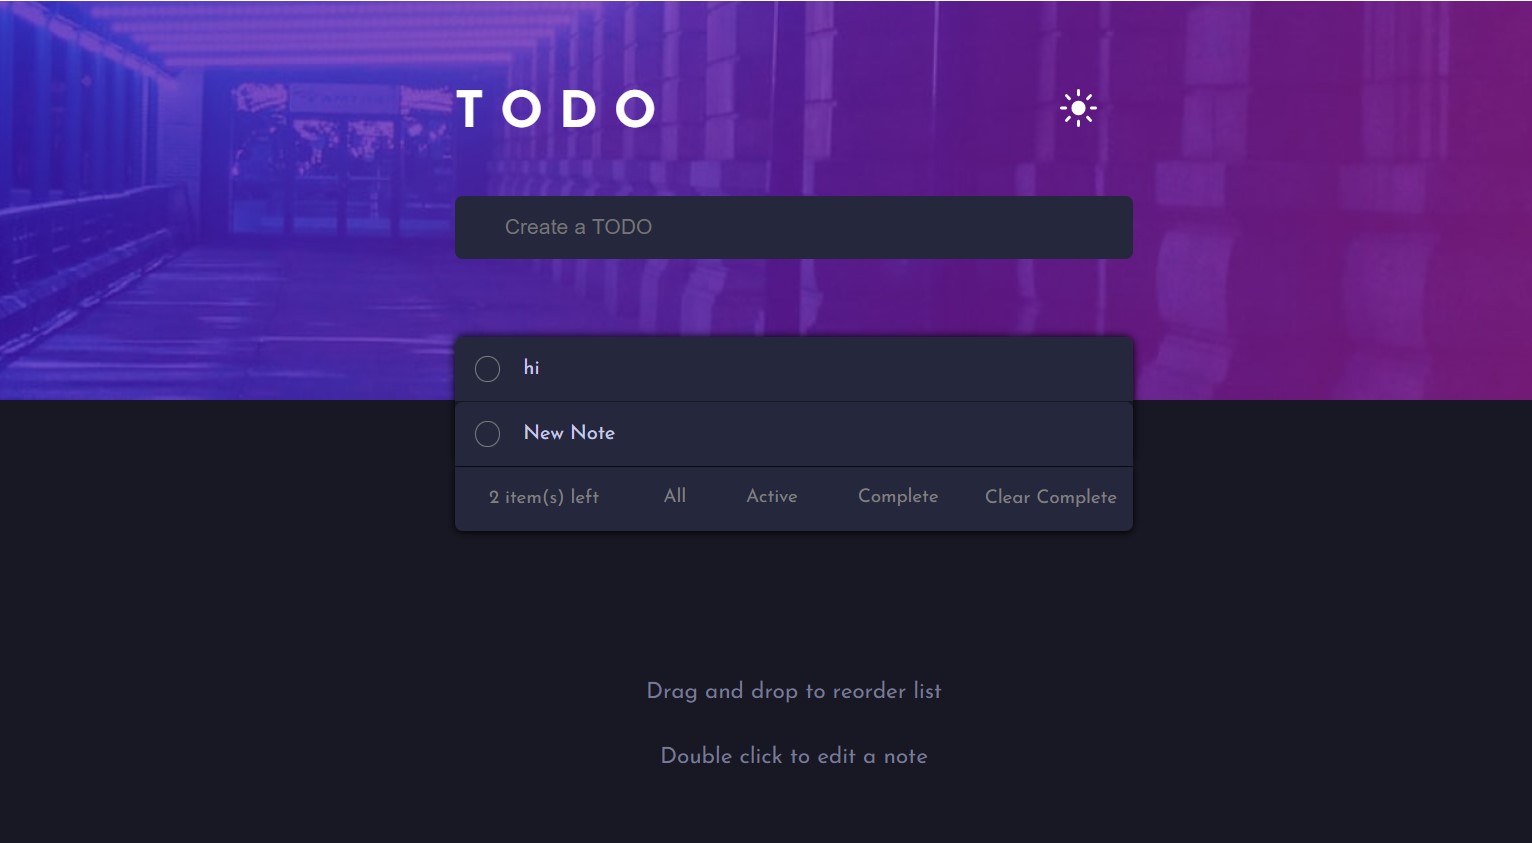 TODO
Create a TODO
hi
New Note
2 item(s) left All Active Complete Clear Complete
Drag and drop to reorder list
Double click to edit a note